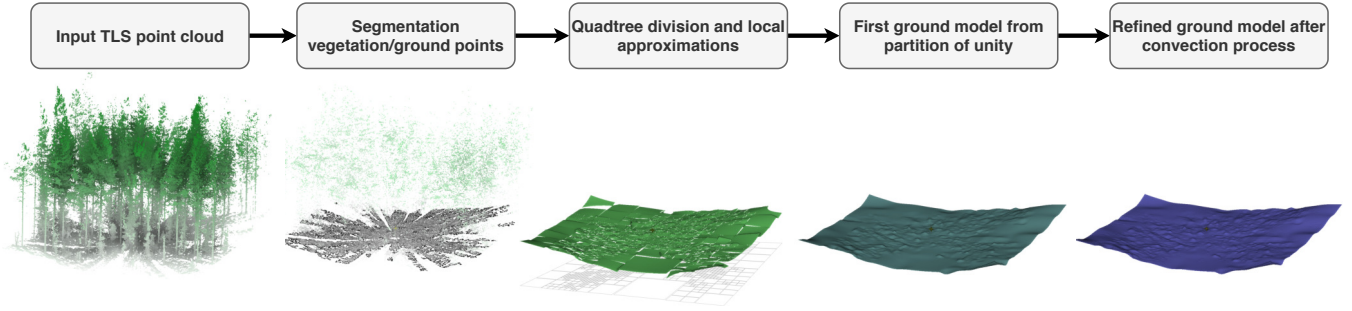 Input TLS point cloud
Segmentation
vegetation/ground points
Quadtree division and local
approximations
First ground model from
partition of unity
Refined ground model after
convection process